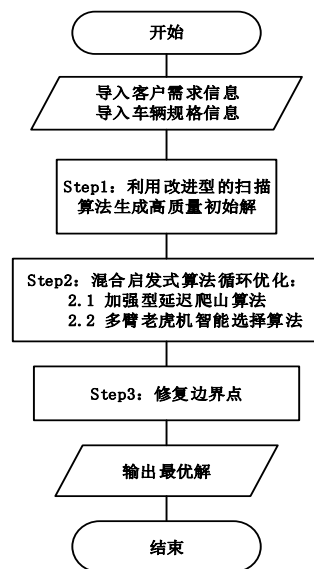 开始
导入客户需求信息
导入车辆规格信息
Step1：利用改进型的扫描
算法生成高质量初始解
Step2：混合启发式算法循环优化：
2.1 加强型延迟爬山算法
2.2 多臂老虎机智能选择算法
Step3：修复边界点
输出最优解
结束